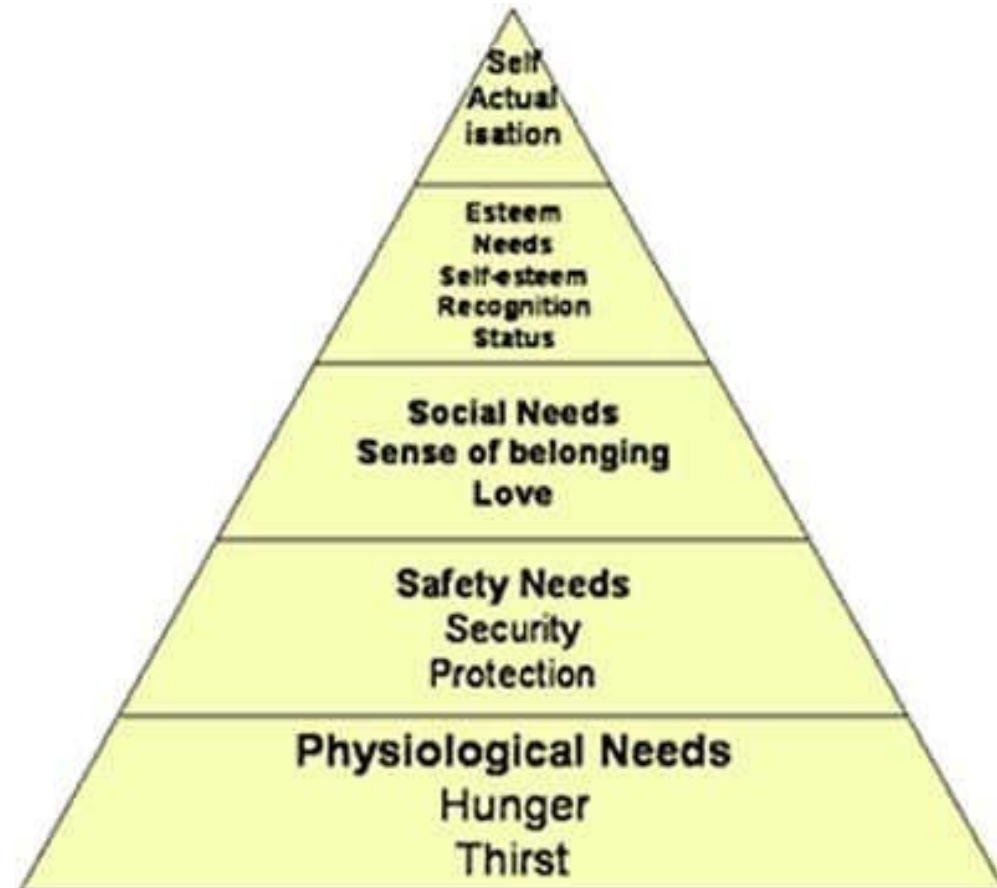 Self
Actual
isation
Esteem
Needs
Self-esteem
Recognition
Status
Social Needs
Sense of belonging
Love
Safety Needs
Security
Protection
Physiological Needs
Hunger
Thirst